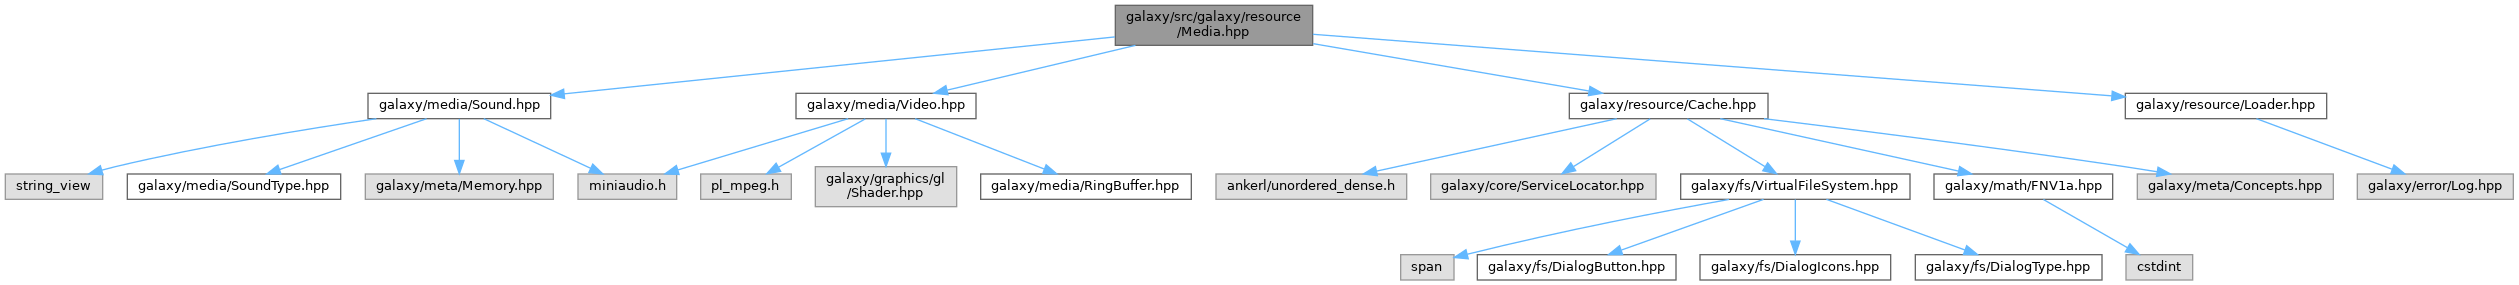 galaxy/src/galaxy/resource
/Media.hpp
galaxy/media/Sound.hpp
galaxy/media/Video.hpp
galaxy/resource/Cache.hpp
galaxy/resource/Loader.hpp
string_view
galaxy/media/SoundType.hpp
galaxy/meta/Memory.hpp
miniaudio.h
pl_mpeg.h
galaxy/graphics/gl
/Shader.hpp
galaxy/media/RingBuffer.hpp
ankerl/unordered_dense.h
galaxy/core/ServiceLocator.hpp
galaxy/fs/VirtualFileSystem.hpp
galaxy/math/FNV1a.hpp
galaxy/meta/Concepts.hpp
galaxy/error/Log.hpp
span
galaxy/fs/DialogButton.hpp
galaxy/fs/DialogIcons.hpp
galaxy/fs/DialogType.hpp
cstdint